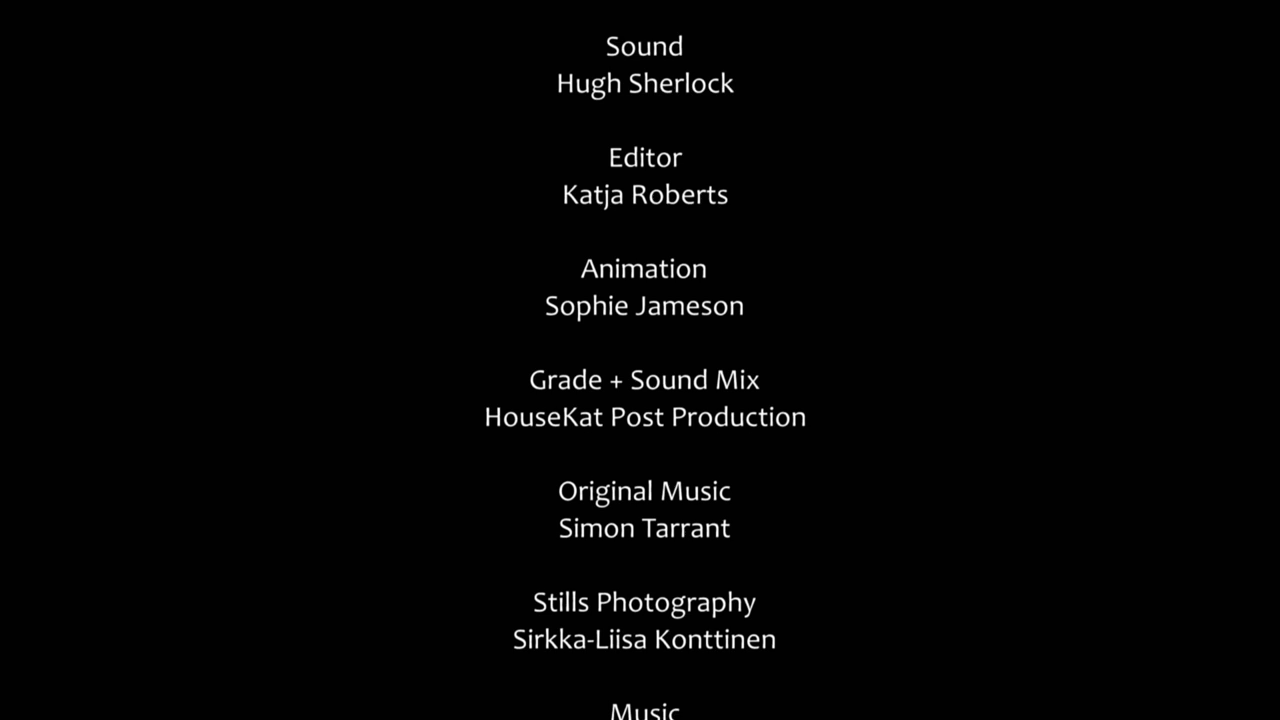 Sound
Hugh Sherlock
Editor
Katja Roberts
Animation
Sophie Jameson
Grade + Sound Mix
HouseKat Post Production
Original Music
Simon Tarrant
Stills Photography
Sirkka-Liisa Konttinen
Music